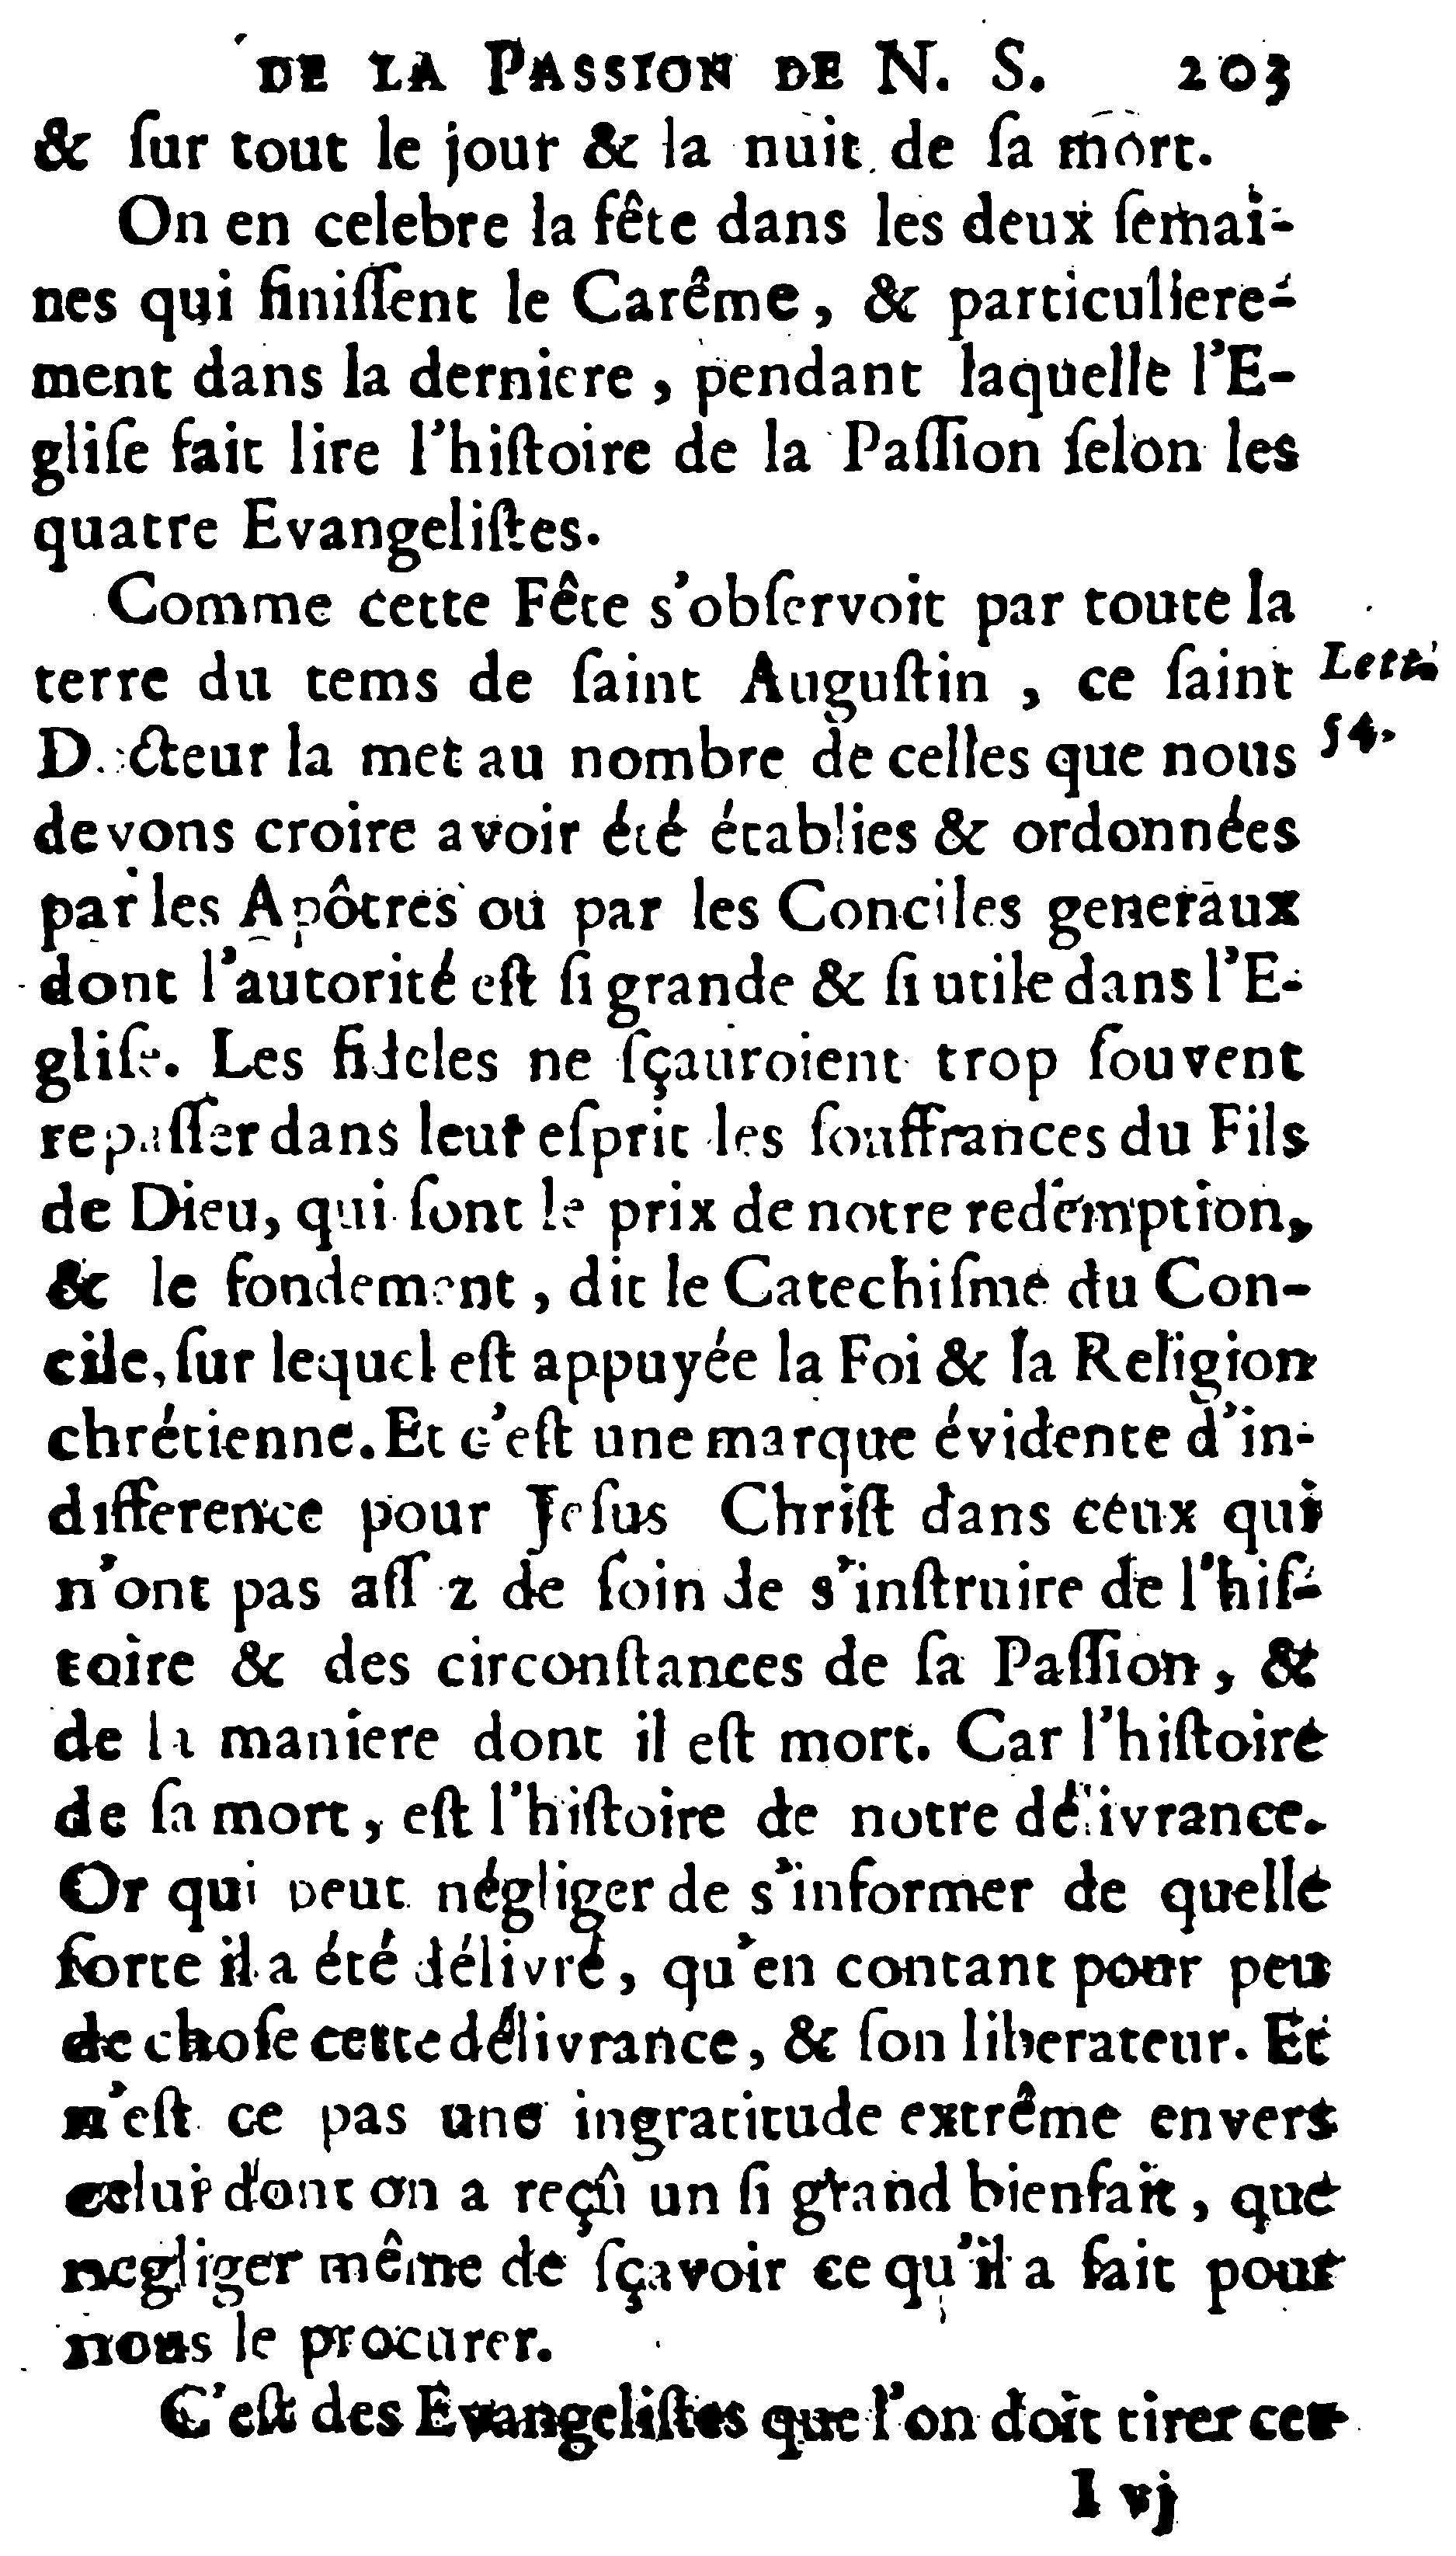 DE LA PASSION DE N. S. 203
& ſur tout le jour & la nuit de ſa mort.
On en celebre la fête dans les deux ſemai-
nes qui finiſſent le Carême, & particuliere-
ment dans la derniere, pendant laquelle l'E-
gliſe fait lire l'hiſtoire de la Paſſion ſelon les
quatre Evangeliſtes.
Comme cette Fête s'obſervoit par toute la
terre du tems de ſaint Auguſtin, ce ſaint
Lett.
Docteur la met au nombre de celles que nous
54.
devons croire avoir été établies & ordonnées
par les Apôtres ou par les Conciles generaux
dont l'autorité eſt ſi grande & ſi utile dans l'E-
gliſe. Les fideles ne ſçauroient trop ſouvent
repaſſer dans leur eſprit les ſouffrances du Fils
de Dieu, qui ſont le prix de notre redemption,
& le fondement, dit le Catechiſme du Con-
cile, ſur lequel eſt appuyée la Foi & la Religion
chrétienne. Et c'eſt une marque évidente d'in-
difference pour Jeſus Chriſt dans ceux qui
n'ont pas aſſez de ſoin de s'inſtruire de l'hiſ-
toire & des circonſtances de ſa Paſſion, &
de la maniere dont il eſt mort. Car l'hiſtoire
de ſa mort, eſt l'hiſtoire de notre délivrance.
Or qui peut négliger de s'informer de quelle
ſorte il a été délivré, qu'en contant pour peu
de choſe cette délivrance, & ſon liberateur. Et
n'eſt ce pas une ingratitude extrême envers
celui dont on a reçû un ſi grand bienfait, que
negliger même de ſçavoir ce qu'il a fait pour
nous le procurer.
C'eſt des Evangeliſtes que l'on doit tirer cet-
I vj